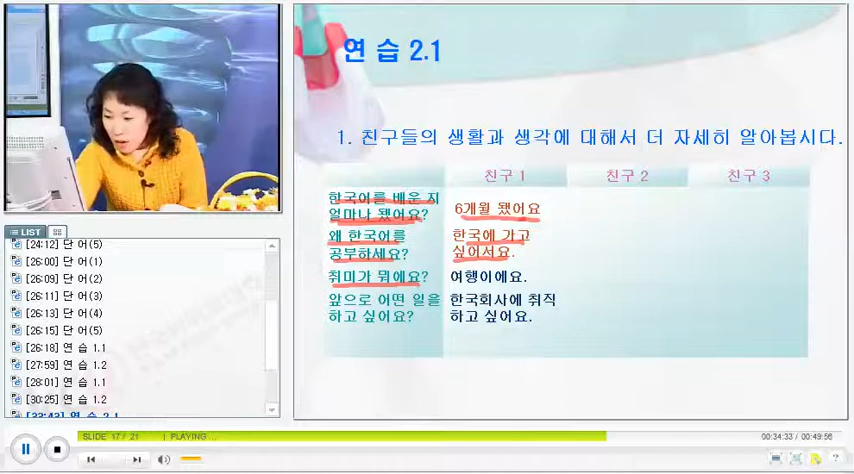 연 습 2.1
1. 친구들의 생활과 생각에 대해서 더 자세히 알아봅시다.
친구 1 친구 2 친구 3
한국어를 배운 지
얼마나 됐어요?
6개월 됐어요
왜 한국어를
공부하세요?
한국에 가고
싶어서요.
취미가 뭐에요?
여행이에요.
앞으로 어떤 일을
하고 싶어요?
한국회사에 취직
하고 싶어요.
LIST
[24:12] 단 어(5)
[26:00] 단 어(1)
[26:09] 단 어(2)
[26:11] 단 어(3)
[26:13] 단 어(4)
[26:15] 단 어(5)
[26:18] 연 습 1.1
[27:59] 연 습 1.2
[28:01] 연 습 1.1
[30:25] 연 습 1.2
[33:43] 연 습 2.1
SLIDE 17 / 21 | PLAYING ...
00:34:33 / 00:49:56